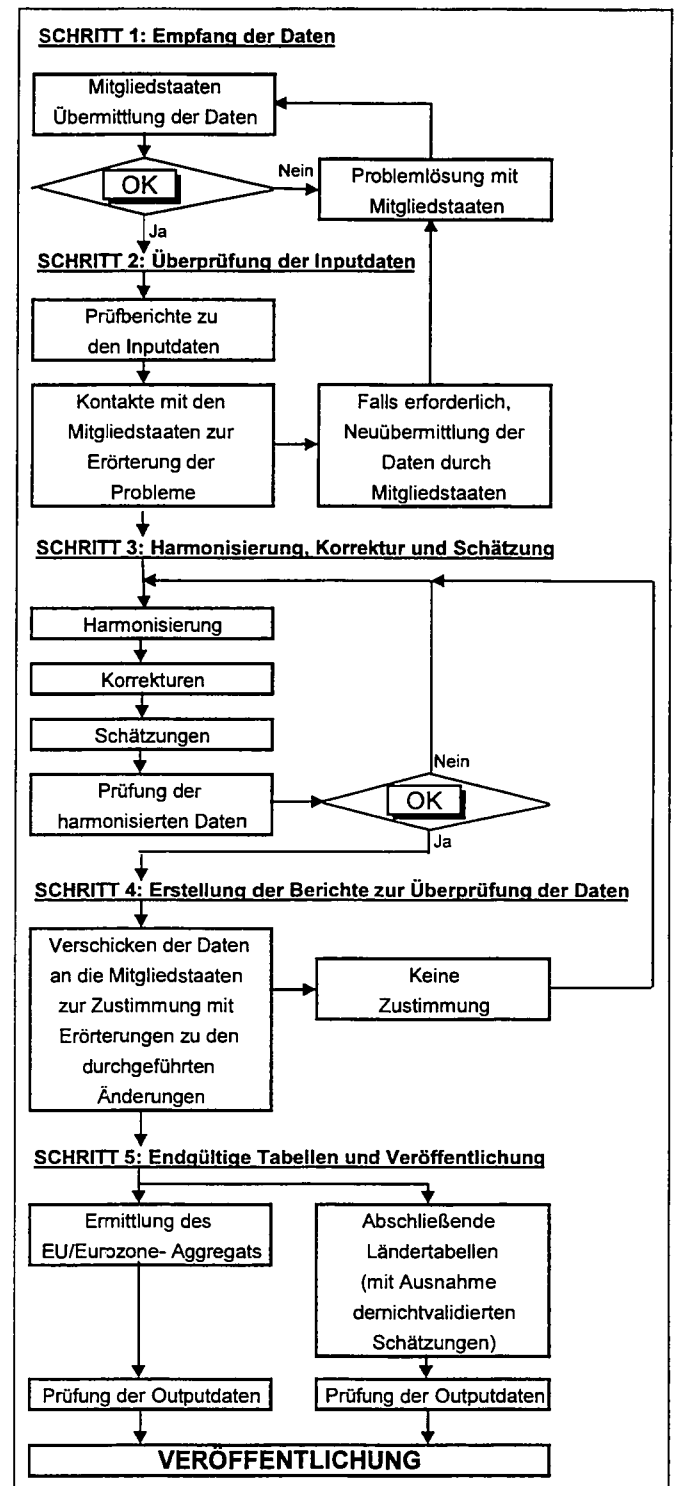 SCHRITT 1: Empfang der Daten
Mitgliedstaaten
Übermittlung der Daten
OK
Nein
Problemlösung mit
Mitgliedstaaten
Ja
SCHRITT 2: Überprüfung der Inputdaten
Prüfberichte zu
den Inputdaten
Kontakte mit den
Mitgliedstaaten zur
Erörterung der
Probleme
Falls erforderlich,
Neuübermittlung der
Daten durch
Mitgliedstaaten
SCHRITT 3: Harmonisierung, Korrektur und Schätzung
Harmonisierung
Korrekturen
Schätzungen
Prüfung der
harmonisierten Daten
Nein
OK
Ja
SCHRITT 4: Erstellung der Berichte zur Überprüfung der Daten
Verschicken der Daten
an die Mitgliedstaaten
zur Zustimmung mit
Erörterungen zu den
durchgeführten
Änderungen
Keine
Zustimmung
SCHRITT 5: Endgültige Tabellen und Veröffentlichung
Ermittlung des
EU/Eurozone- Aggregats
Abschließende
Ländertabellen
(mit Ausnahme
dernichtvalidierten
Schätzungen)
Prüfung der Outputdaten
Prüfung der Outputdaten
VERÖFFENTLICHUNG